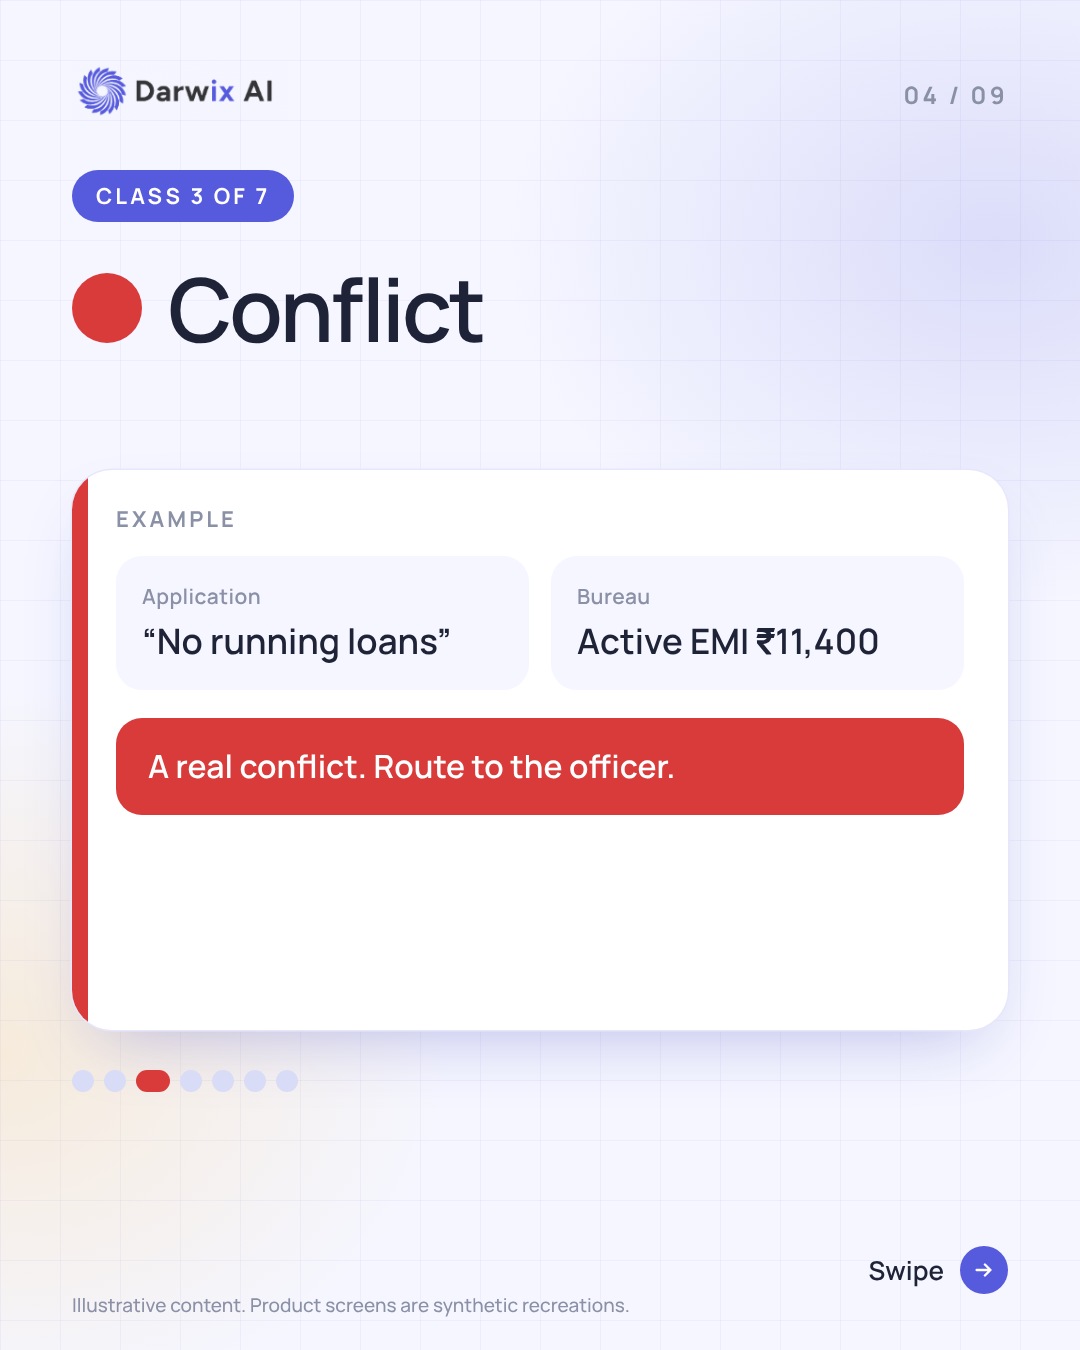 Darwix AI
04 / 09
CLASS 3 OF 7
Conflict
EXAMPLE
Application
“No running loans”
Bureau
Active EMI ₹11,400
A real conflict. Route to the officer.
Swipe
Illustrative content. Product screens are synthetic recreations.